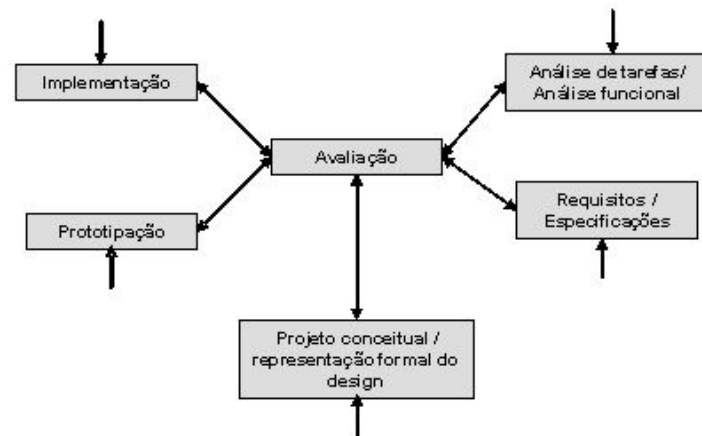 Implementação
Análise de tarefas/
Análise funcional
Avaliação
Prototipação
Requisitos /
Especificações
Projeto conceitual /
representação formal do
design